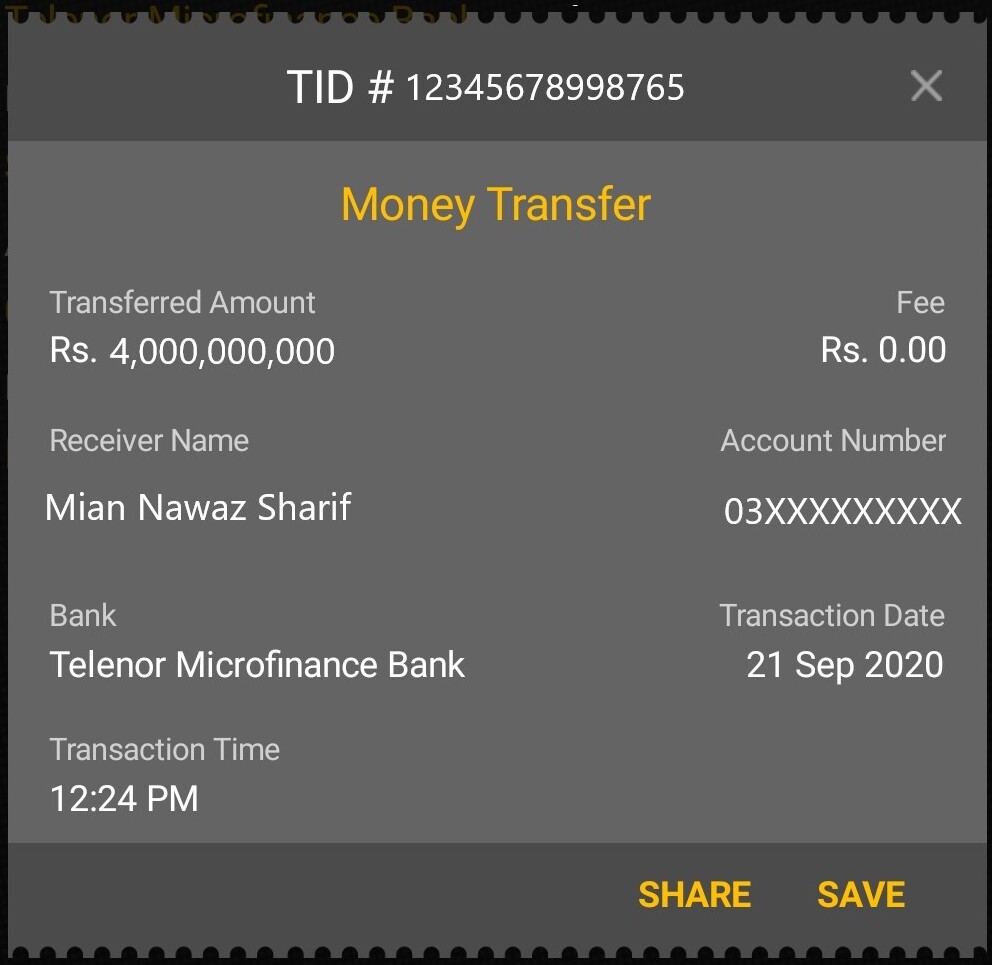 TID # 12345678998765
Money Transfer
Transferred Amount Fee
Rs. 4,000,000,000 Rs. 0.00
Receiver Name Account Number
Mian Nawaz Sharif 03XXXXXXXXX
Bank Transaction Date
Telenor Microfinance Bank 21 Sep 2020
Transaction Time
12:24 PM
SHARE SAVE